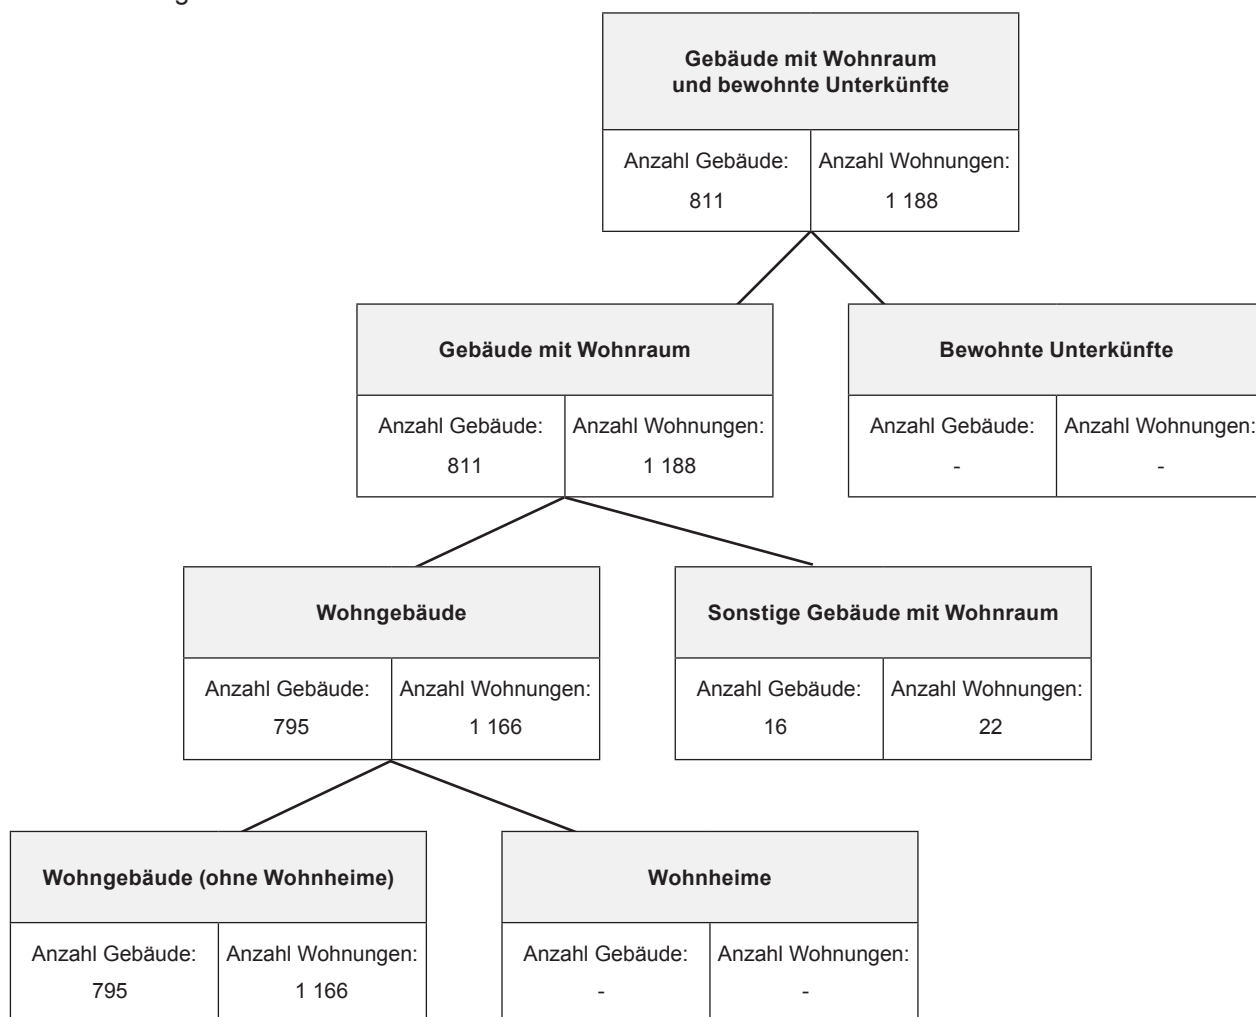 Gebäude mit Wohnraum
und bewohnte Unterkünfte
Anzahl Gebäude: Anzahl Wohnungen:
811 1 188
Gebäude mit Wohnraum Bewohnte Unterkünfte
Anzahl Gebäude: Anzahl Wohnungen: Anzahl Gebäude: Anzahl Wohnungen:
811 1 188 - -
Wohngebäude Sonstige Gebäude mit Wohnraum
Anzahl Gebäude: Anzahl Wohnungen: Anzahl Gebäude: Anzahl Wohnungen:
795 1 166 16 22
Wohngebäude (ohne Wohnheime) Wohnheime
Anzahl Gebäude: Anzahl Wohnungen: Anzahl Gebäude: Anzahl Wohnungen:
795 1 166 - -